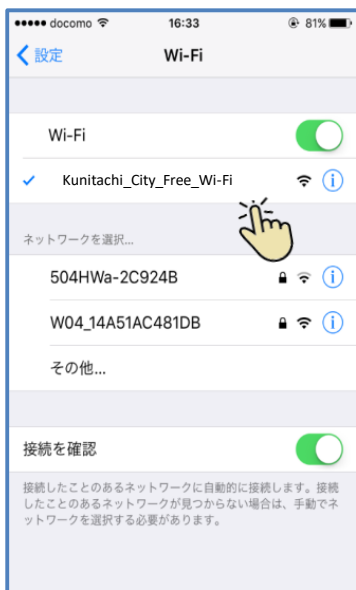 docomo 16:33 81%
設定 Wi-Fi
Wi-Fi
Kunitachi_City_Free_Wi-Fi
ネットワークを選択...
504HWa-2C924B
W04_14A51AC481DB
その他...
接続を確認
接続したことのあるネットワークに自動的に接続します。接続
したことのあるネットワークが見つからない場合は、手動でネ
ットワークを選択する必要があります。